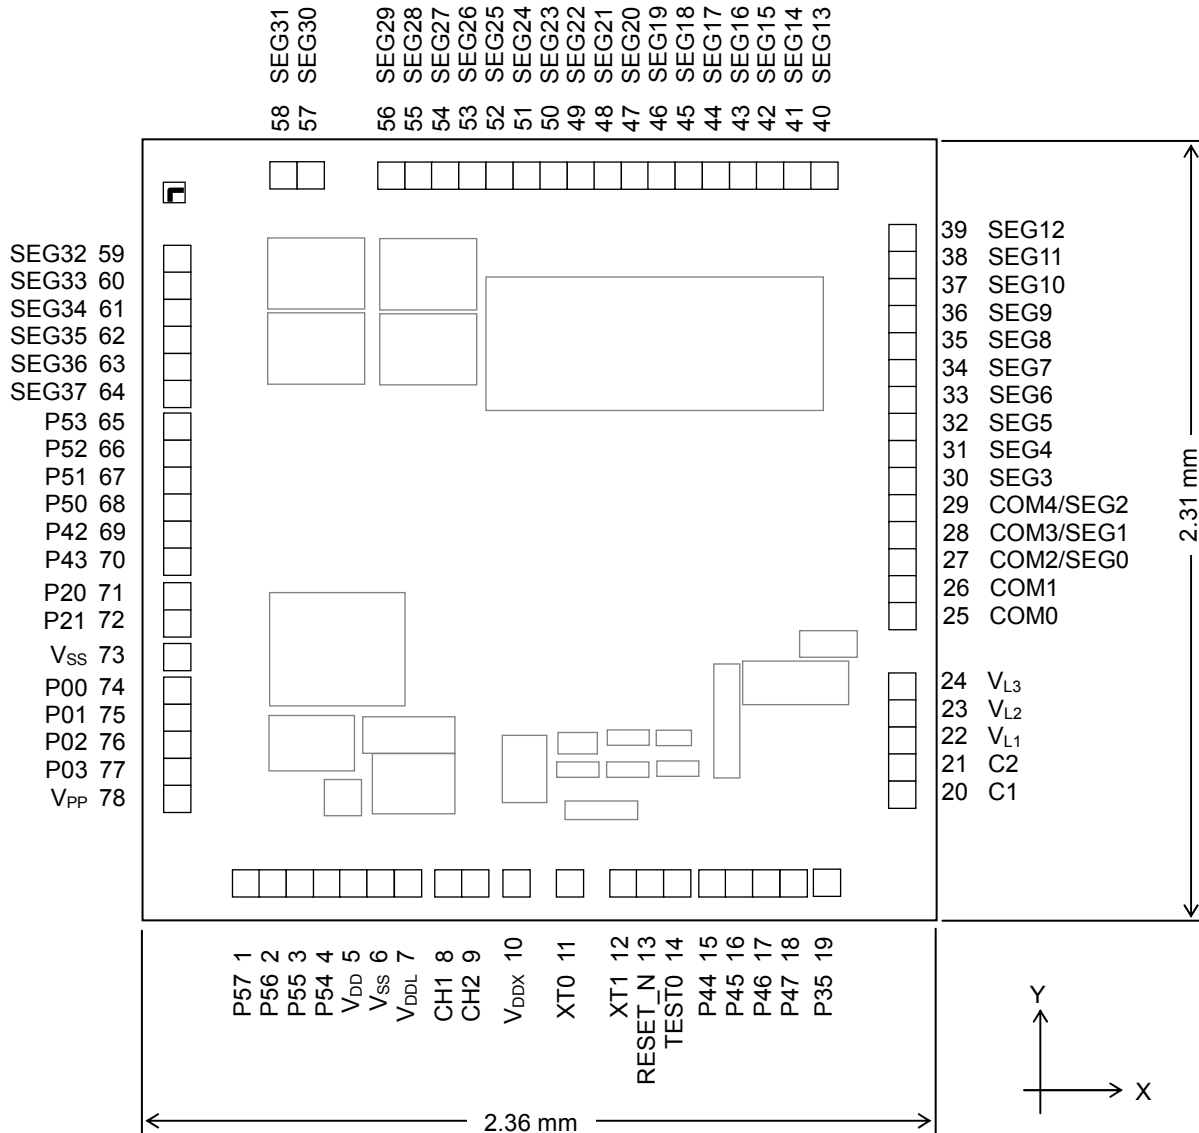 58 SEG31
57 SEG30
56 SEG29
55 SEG28
54 SEG27
53 SEG26
52 SEG25
51 SEG24
50 SEG23
49 SEG22
48 SEG21
47 SEG20
46 SEG19
45 SEG18
44 SEG17
43 SEG16
42 SEG15
41 SEG14
40 SEG13
SEG32 59
SEG33 60
SEG34 61
SEG35 62
SEG36 63
SEG37 64
P53 65
P52 66
P51 67
P50 68
P42 69
P43 70
P20 71
P21 72
VSS 73
P00 74
P01 75
P02 76
P03 77
VPP 78
39 SEG12
38 SEG11
37 SEG10
36 SEG9
35 SEG8
34 SEG7
33 SEG6
32 SEG5
31 SEG4
30 SEG3
29 COM4/SEG2
28 COM3/SEG1
27 COM2/SEG0
26 COM1
25 COM0
24 VL3
23 VL2
22 VL1
21 C2
20 C1
2.31 mm
P57 1
P56 2
P55 3
P54 4
VDD 5
VSS 6
VDDL 7
CH1 8
CH2 9
VDDX 10
XT0 11
XT1 12
RESET_N 13
TEST0 14
P44 15
P45 16
P46 17
P47 18
P35 19
Y
X
2.36 mm